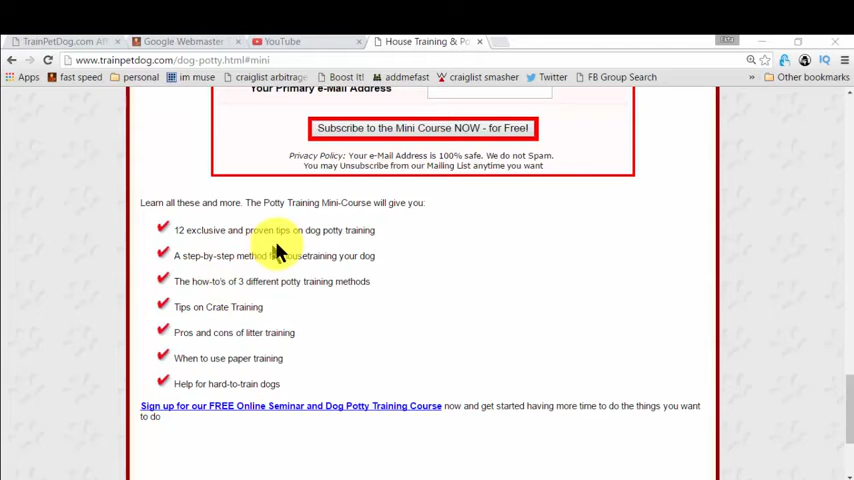 TrainPetDog.com Aff
Google Webmaster
YouTube
House Training & Po
www.trainpetdog.com/dog-potty.html#mini
Apps fast speed personal im muse craiglist arbitrage Boost It! addmefast craiglist smasher Twitter FB Group Search » Other bookmarks
Your Primary e-Mail Address
Subscribe to the Mini Course NOW - for Free!
Privacy Policy: Your e-Mail Address is 100% safe. We do not Spam.
You may Unsubscribe from our Mailing List anytime you want
Learn all these and more. The Potty Training Mini-Course will give you:
12 exclusive and proven tips on dog potty training
A step-by-step method housetraining your dog
The how-to's of 3 different potty training methods
Tips on Crate Training
Pros and cons of litter training
When to use paper training
Help for hard-to-train dogs
Sign up for our FREE Online Seminar and Dog Potty Training Course now and get started having more time to do the things you want
to do